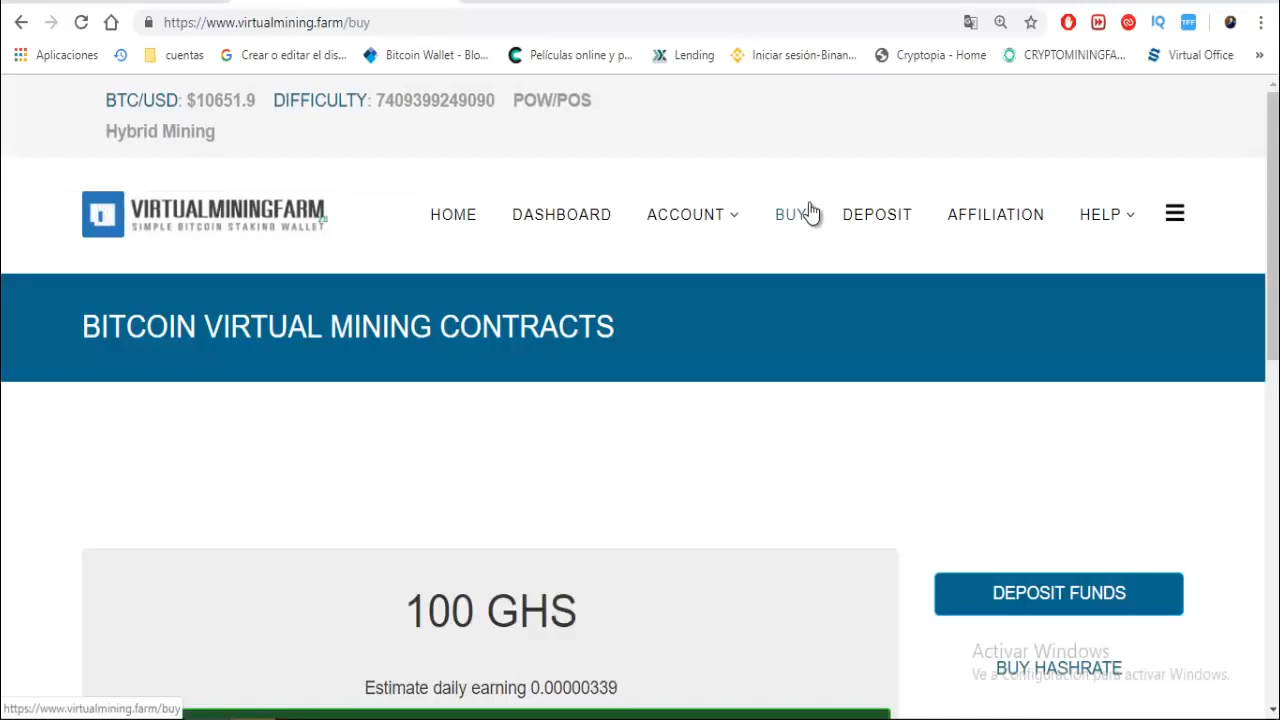 https://www.virtualmining.farm/buy
Aplicaciones cuentas Crear o editar el dis... Bitcoin Wallet - Blo... Películas online y p... Lending Iniciar sesión-Binan... Cryptopia - Home CRYPTOMININGFA... Virtual Office »
BTC/USD: $10651.9 DIFFICULTY: 7409399249090 POW/POS
Hybrid Mining
VIRTUALMININGFARM
SIMPLE BITCOIN STAKING WALLET
HOME DASHBOARD ACCOUNT BUY DEPOSIT AFFILIATION HELP
BITCOIN VIRTUAL MINING CONTRACTS
100 GHS
DEPOSIT FUNDS
Activar Windows
BUY HASHRATE
Ve a Configuración para activar Windows.
Estimate daily earning 0.00000339
https://www.virtualmining.farm/buy